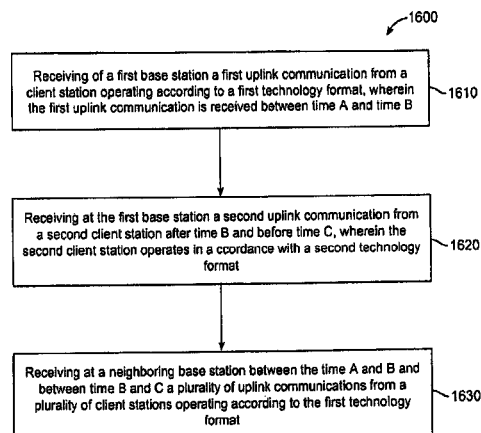 1600
Receiving of a first base station a first uplink communication from a
client station operating according to a first technology format, wherein
the first uplink communication is received between time A and time B
1610
Receiving at the first base station a second uplink communication from
a second client station after time B and before time C, wherein the
second client station operates in a ccordance with a second technology
format
1620
Receiving at a neighboring base station between the time A and B and
between time B and C a plurality of uplink communications from a
plurality of client stations operating according to the first technology
format
1630